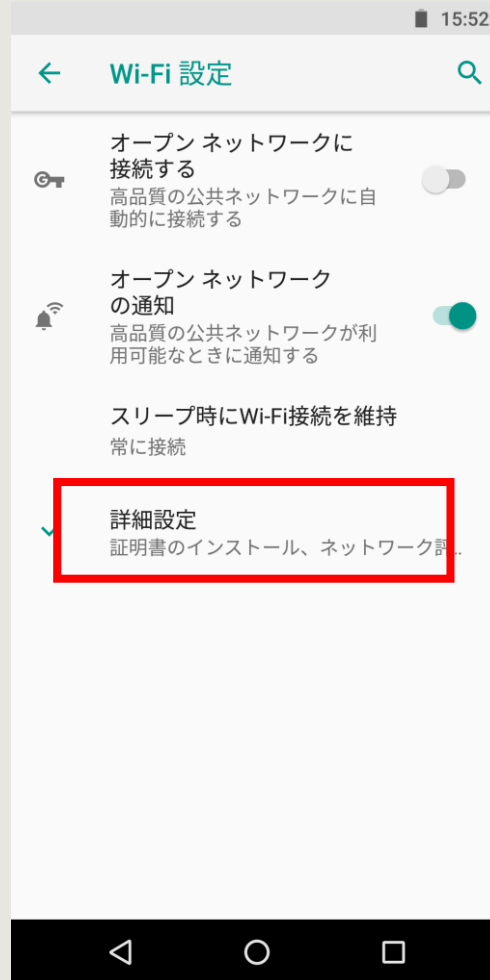 15:52
Wi-Fi 設定
オープン ネットワークに
接続する
高品質の公共ネットワークに自
動的に接続する
オープン ネットワーク
の通知
高品質の公共ネットワークが利
用可能なときに通知する
スリープ時にWi-Fi接続を維持
常に接続
詳細設定
証明書のインストール、ネットワーク評..